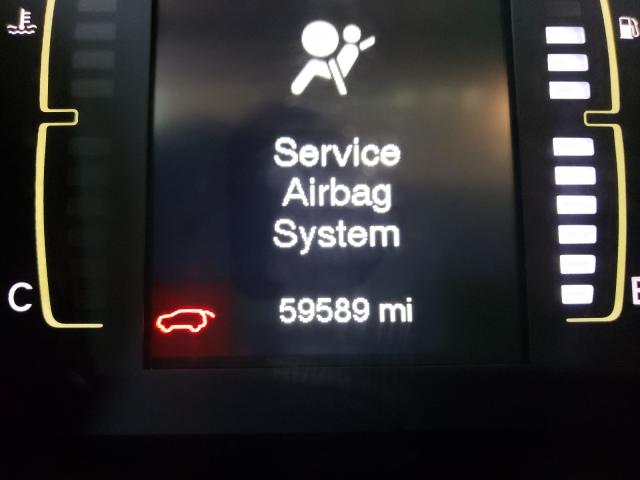 Service
Airbag
System
59589 mi
C
E